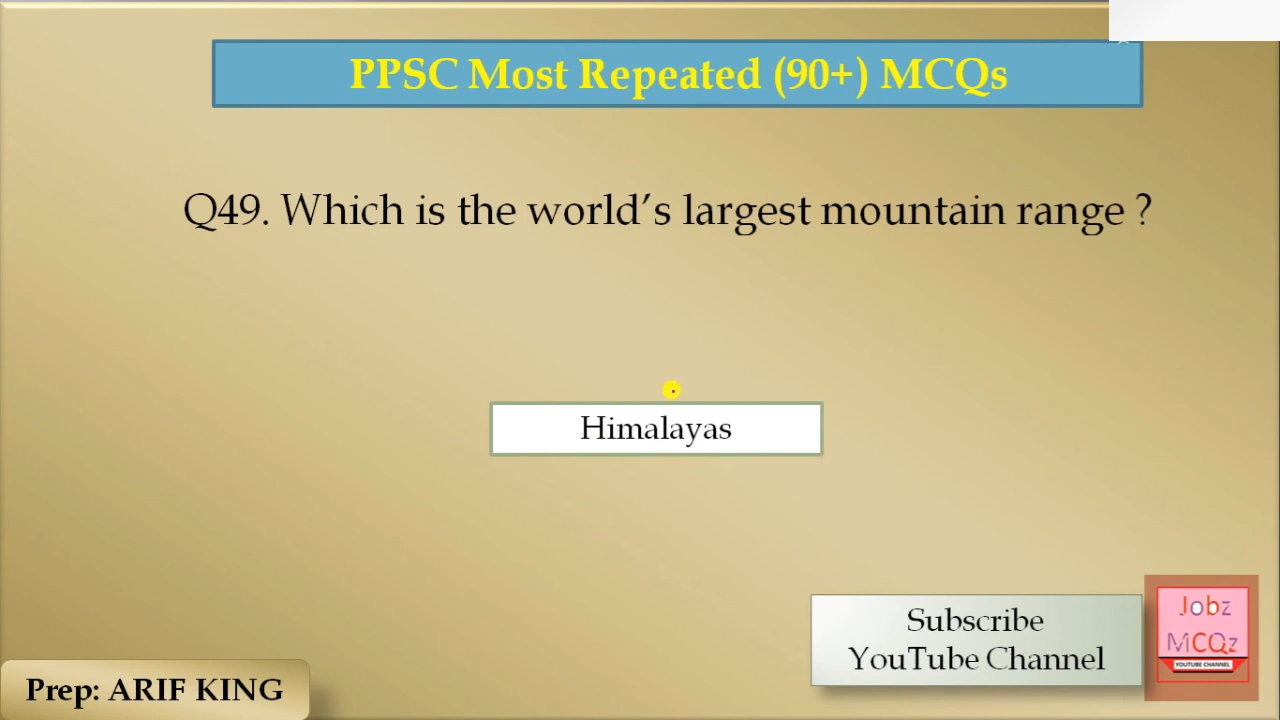 PPSC Most Repeated (90+) MCQs
Q49. Which is the world’s largest mountain range ?
Himalayas
Subscribe
YouTube Channel
Jobz
MCQz
YOUTUBE CHANNEL
Prep: ARIF KING